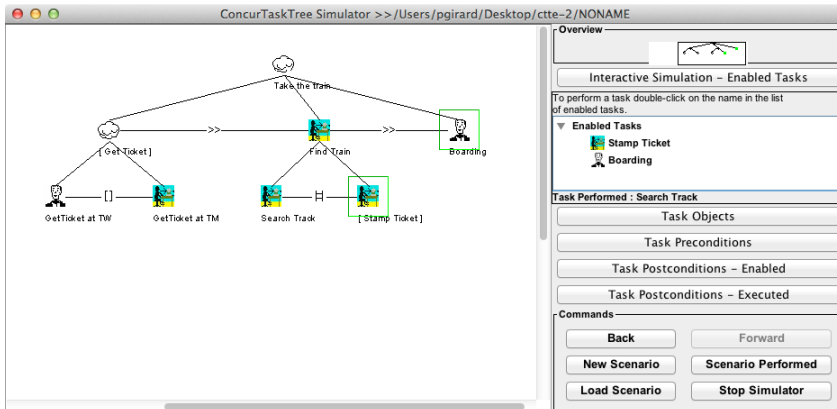 ConcurTaskTree Simulator >>/Users/pgirard/Desktop/ctte-2/NONAME
Take the train
>>
>>
[ Get Ticket ]
Find Train
Boarding
[]
|=|
GetTicket at TW
GetTicket at TM
Search Track
[ Stamp Ticket ]
Overview
Interactive Simulation - Enabled Tasks
To perform a task double-click on the name in the list
of enabled tasks.
Enabled Tasks
Stamp Ticket
Boarding
Task Performed : Search Track
Task Objects
Task Preconditions
Task Postconditions - Enabled
Task Postconditions - Executed
Commands
Back
Forward
New Scenario
Scenario Performed
Load Scenario
Stop Simulator